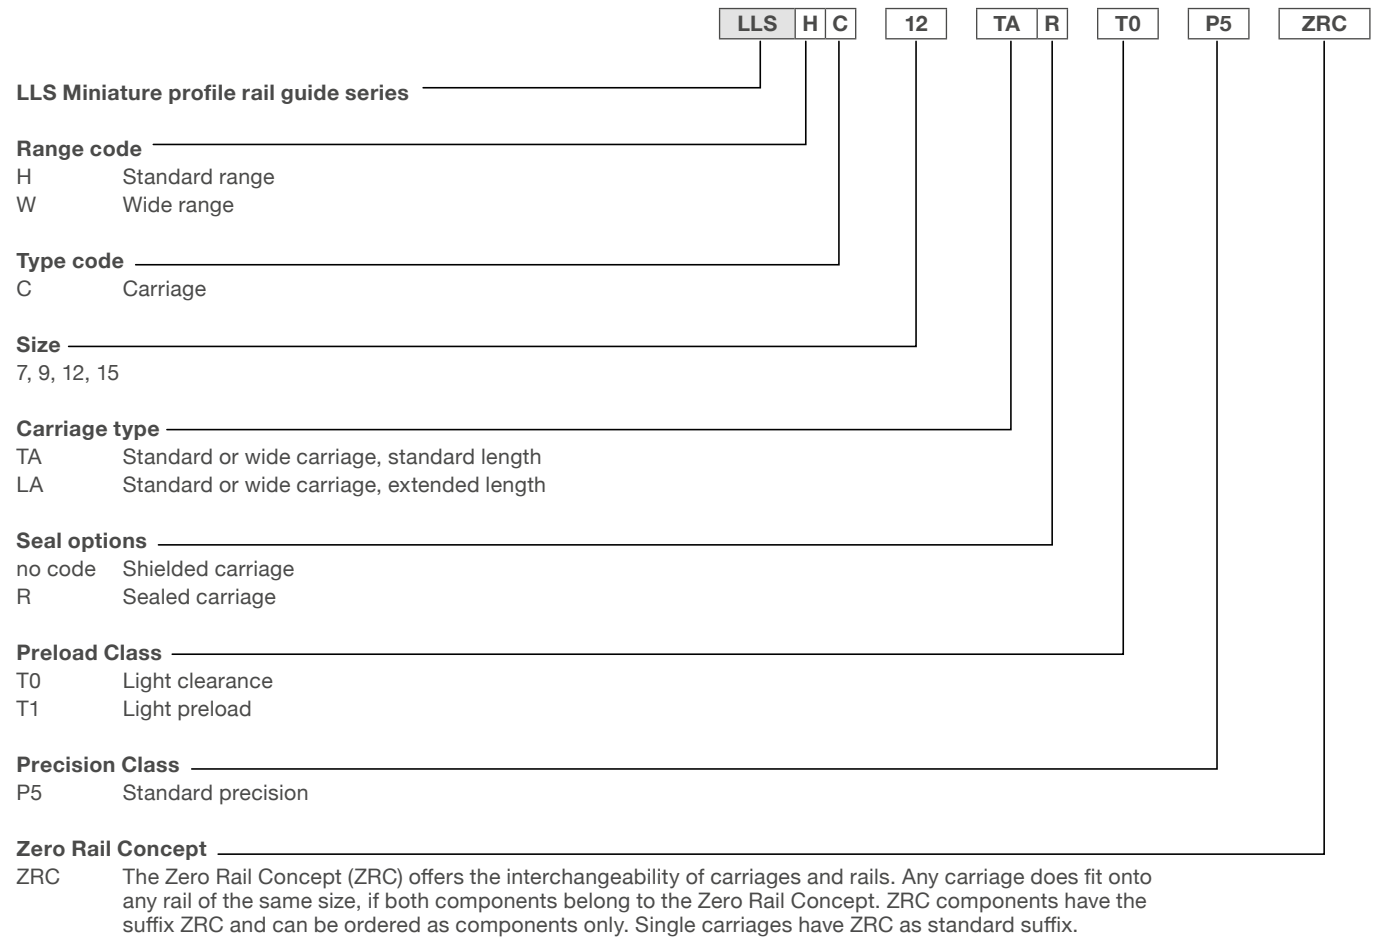 LLS H C 12 TA R T0 P5 ZRC
LLS Miniature profile rail guide series
Range code
H Standard range
W Wide range
Type code
C Carriage
Size
7, 9, 12, 15
Carriage type
TA Standard or wide carriage, standard length
LA Standard or wide carriage, extended length
Seal options
no code Shielded carriage
R Sealed carriage
Preload Class
T0 Light clearance
T1 Light preload
Precision Class
P5 Standard precision
Zero Rail Concept
ZRC The Zero Rail Concept (ZRC) offers the interchangeability of carriages and rails. Any carriage does fit onto
any rail of the same size, if both components belong to the Zero Rail Concept. ZRC components have the
suffix ZRC and can be ordered as components only. Single carriages have ZRC as standard suffix.